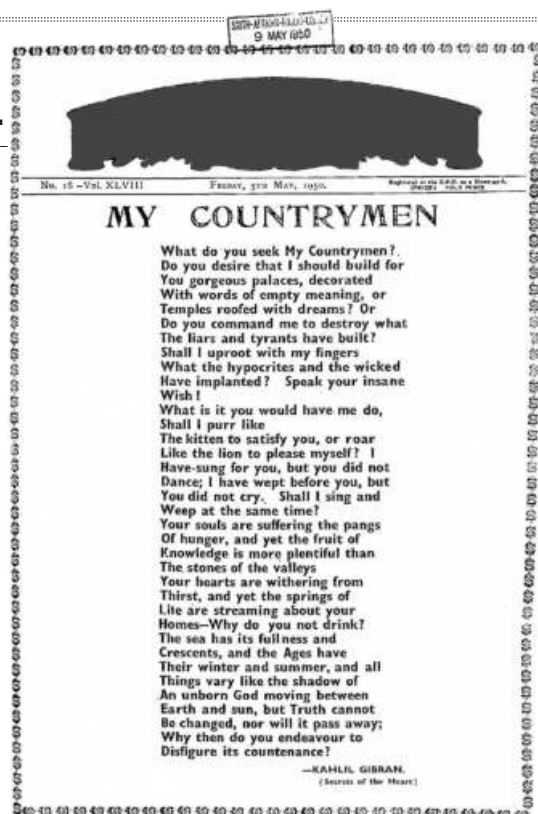 9 MAY 1950
No. 18 - Vol. XLVIII
FRIDAY, 5TH MAY, 1950.
Registered at the G.P.O. as a Newspaper
MY COUNTRYMEN
What do you seek My Countrymen?
Do you desire that I should build for
You gorgeous palaces, decorated
With words of empty meaning, or
Temples roofed with dreams? Or
Do you command me to destroy what
The liars and tyrants have built?
Shall I uproot with my fingers
What the hypocrites and the wicked
Have implanted? Speak your insane
Wish!
What is it you would have me do,
Shall I purr like
The kitten to satisfy you, or roar
Like the lion to please myself? I
Have-sung for you, but you did not
Dance; I have wept before you, but
You did not cry. Shall I sing and
Weep at the same time?
Your souls are suffering the pangs
Of hunger, and yet the fruit of
Knowledge is more plentiful than
The stones of the valleys
Your hearts are withering from
Thirst, and yet the springs of
Life are streaming about your
Homes—Why do you not drink?
The sea has its fullness and
Crescents, and the Ages have
Their winter and summer, and all
Things vary like the shadow of
An unborn God moving between
Earth and sun, but Truth cannot
Be changed, nor will it pass away;
Why then do you endeavour to
Disfigure its countenance?
—KAHLIL GIBRAN.
(Secrets of the Heart)